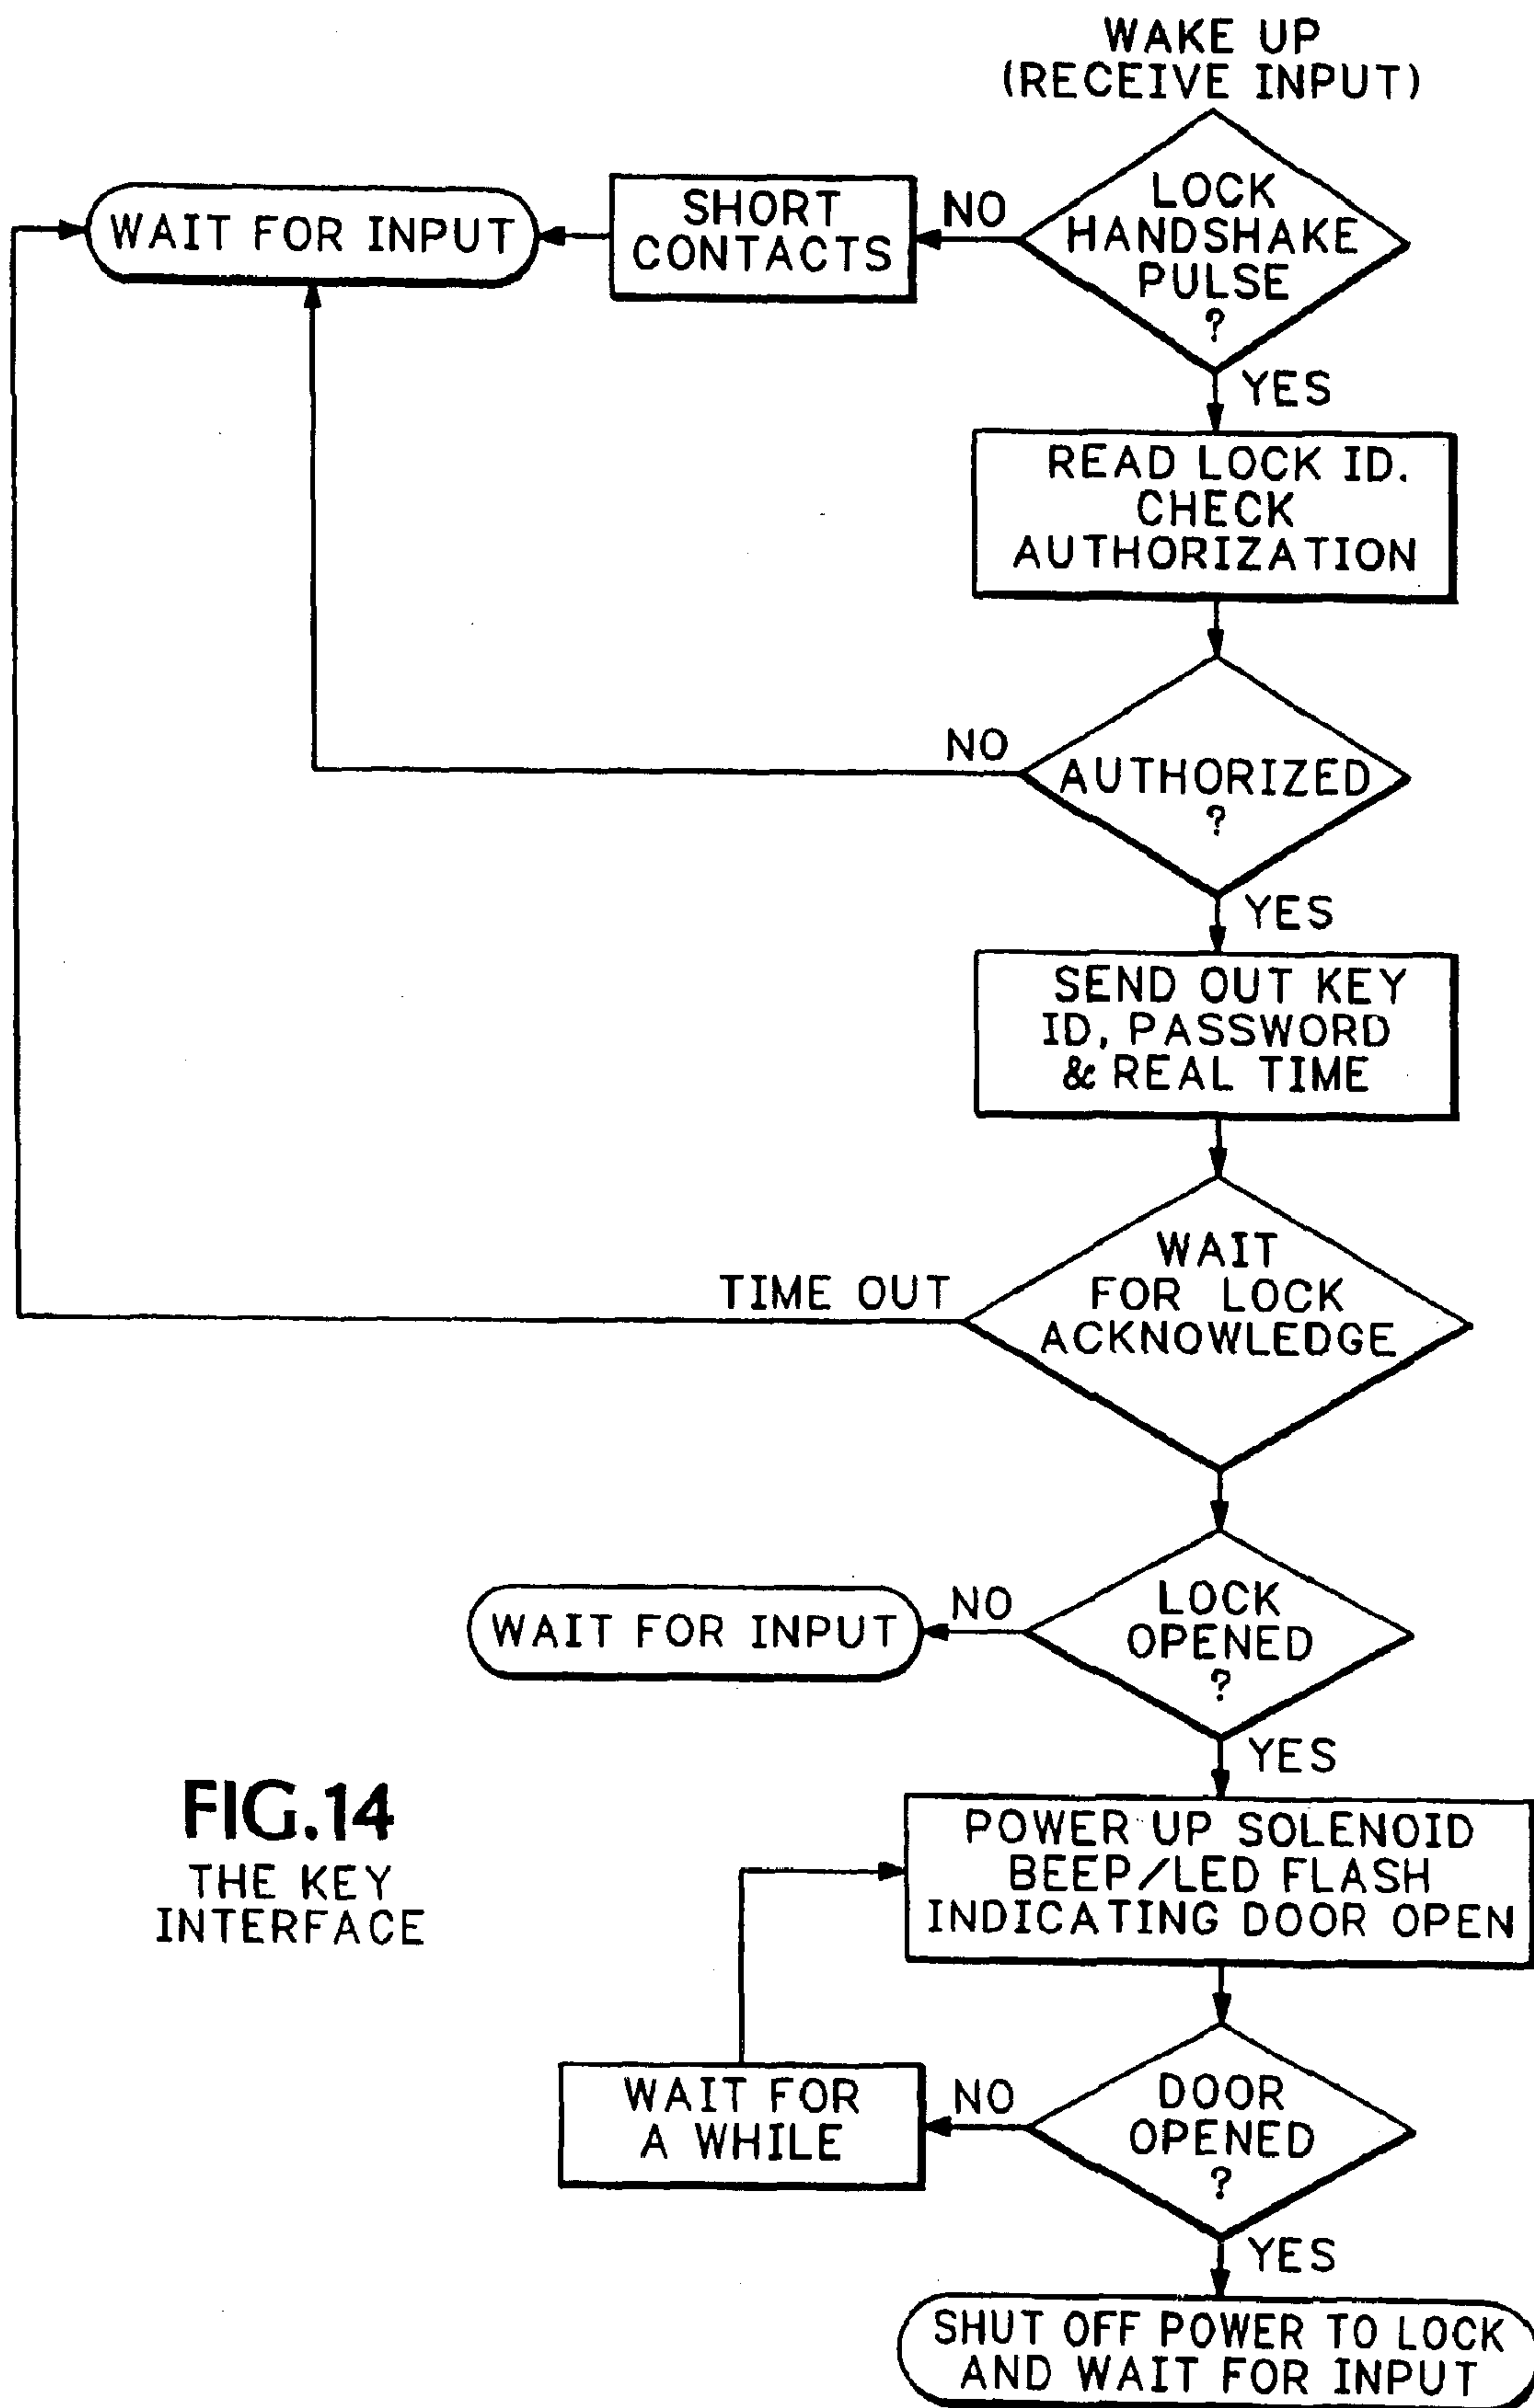 WAKE UP
(RECEIVE INPUT)
LOCK
HANDSHAKE
PULSE
?
NO
SHORT
CONTACTS
WAIT FOR INPUT
YES
READ LOCK ID.
CHECK
AUTHORIZATION
NO
AUTHORIZED
?
YES
SEND OUT KEY
ID, PASSWORD
& REAL TIME
TIME OUT
WAIT
FOR LOCK
ACKNOWLEDGE
WAIT FOR INPUT
NO
LOCK
OPENED
?
YES
POWER UP SOLENOID
BEEP/LED FLASH
INDICATING DOOR OPEN
FIG.14
THE KEY
INTERFACE
WAIT FOR
A WHILE
NO
DOOR
OPENED
?
YES
SHUT OFF POWER TO LOCK
AND WAIT FOR INPUT